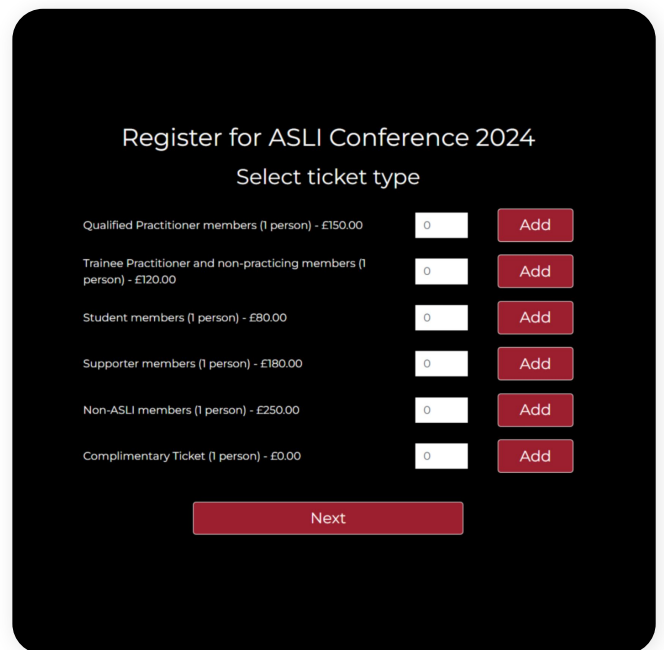 Register for ASLI Conference 2024
Select ticket type
Qualified Practitioner members (1 person) - £150.00 0 Add
Trainee Practitioner and non-practicing members (1
person) - £120.00 0 Add
Student members (1 person) - £80.00 0 Add
Supporter members (1 person) - £180.00 0 Add
Non-ASLI members (1 person) - £250.00 0 Add
Complimentary Ticket (1 person) - £0.00 0 Add
Next